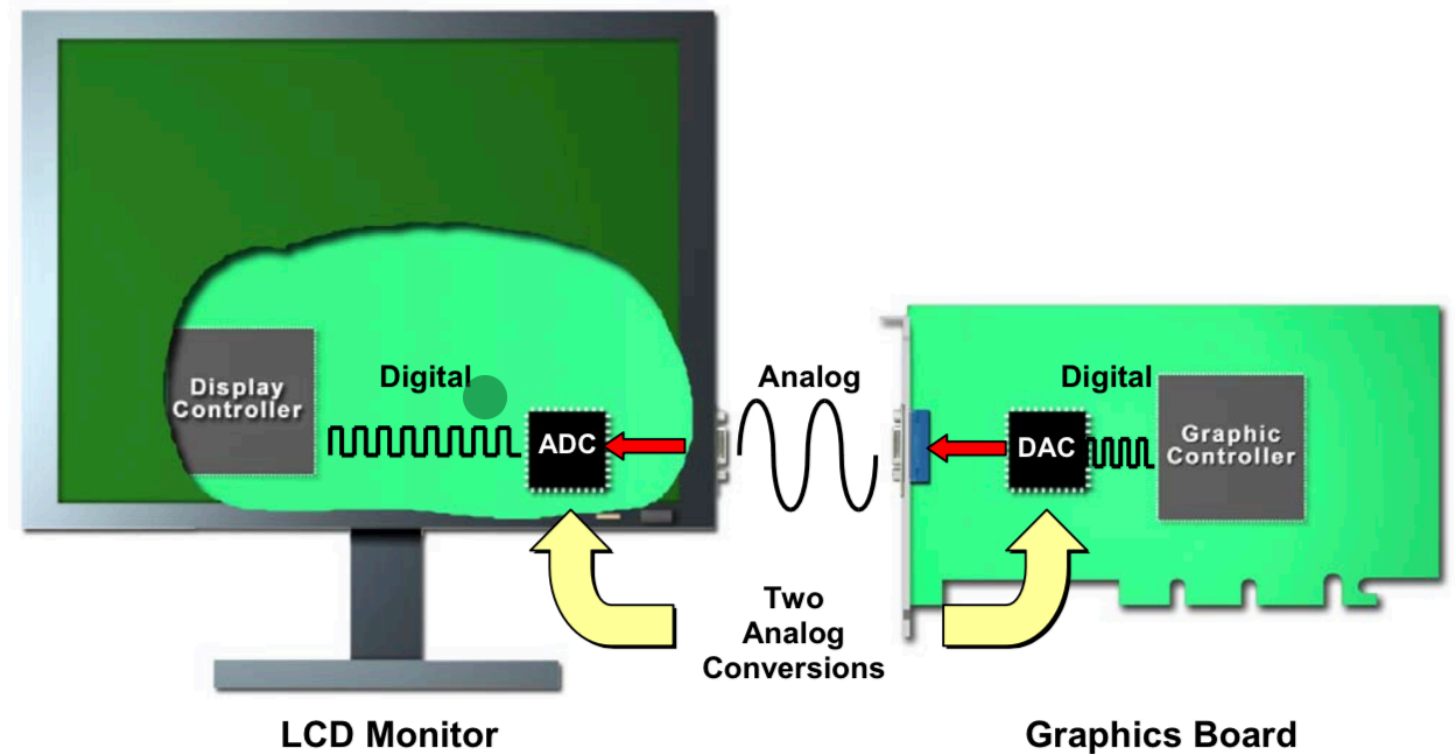 Digital
Analog
Digital
Display
Controller
ADC
DAC
Graphic
Controller
Two
Analog
Conversions
LCD Monitor
Graphics Board